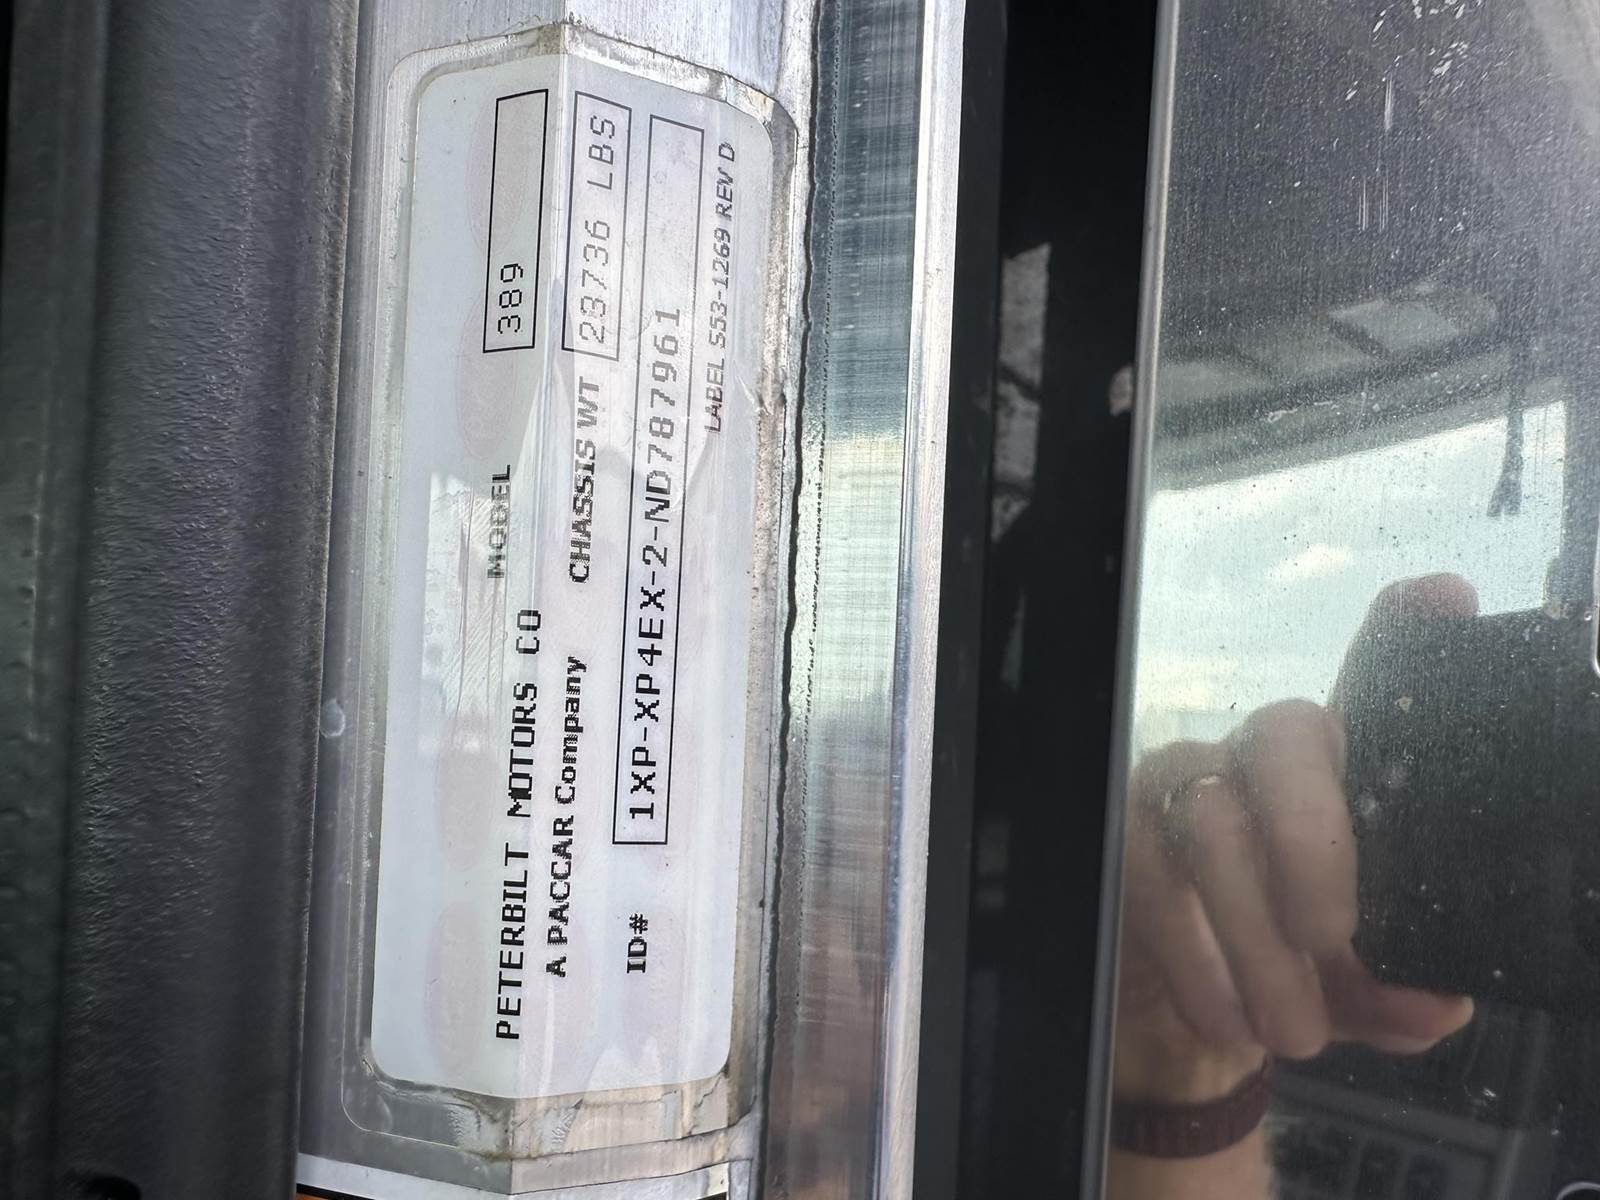 PETERBILT MOTORS CO MODEL 389
A PACCAR Company CHASSIS WT 23736 LBS
ID# 1XP-XP4EX-2-ND787961
LABEL S53-1269 REV D